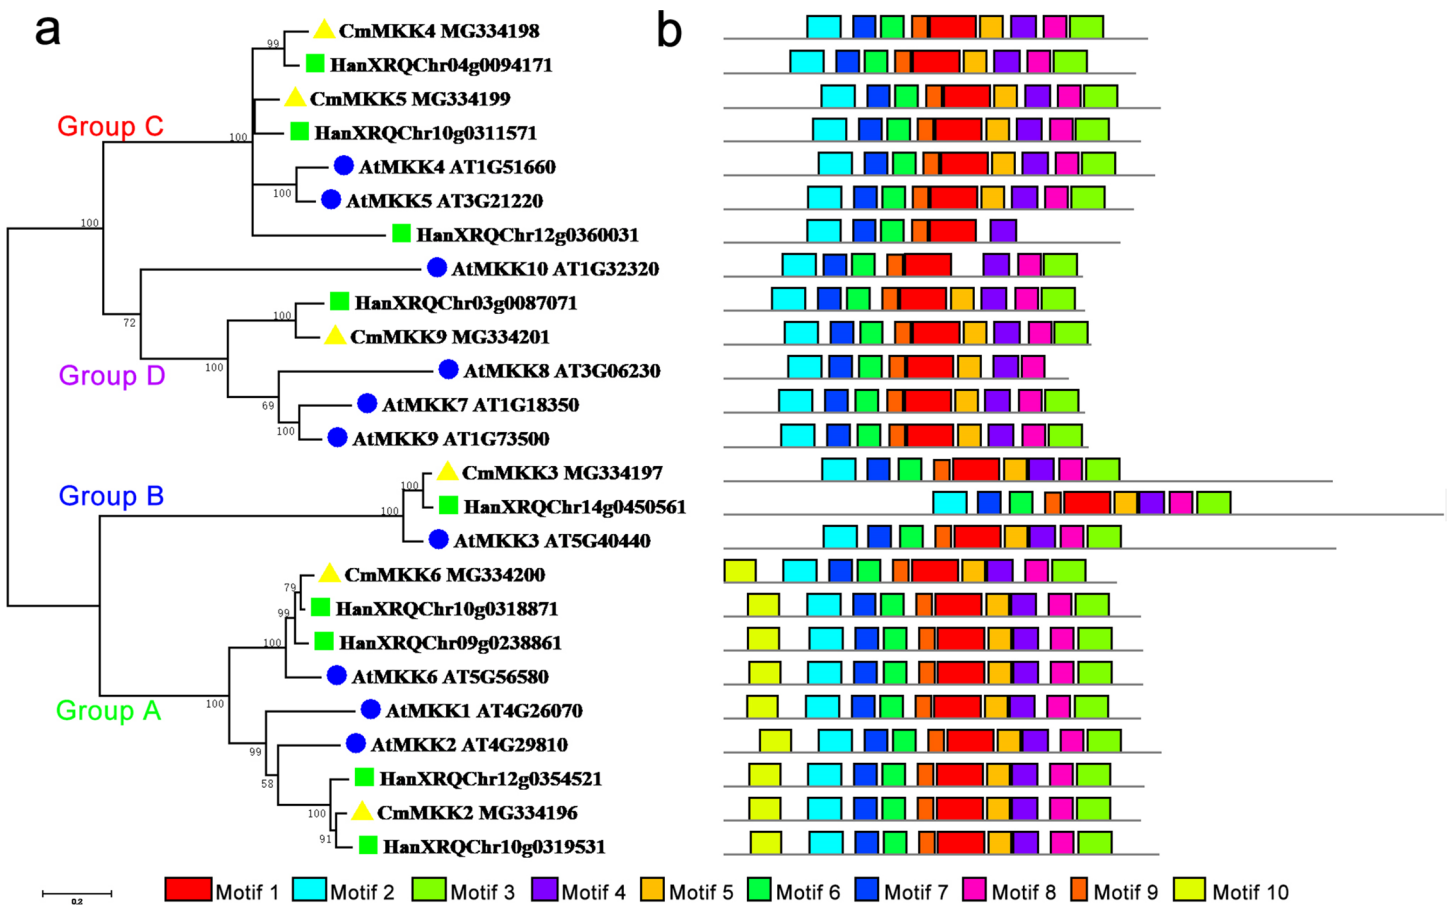 a
b
CmMKK4 MG334198
99
HanXRQChr04g0094171
CmMKK5 MG334199
Group C
HanXRQChr10g0311571
100
AtMKK4 AT1G51660
100
AtMKK5 AT3G21220
100
HanXRQChr12g0360031
AtMKK10 AT1G32320
HanXRQChr03g0087071
100
72
CmMKK9 MG334201
100
Group D
AtMKK8 AT3G06230
69
AtMKK7 AT1G18350
100
AtMKK9 AT1G73500
CmMKK3 MG334197
100
Group B
HanXRQChr14g0450561
100
AtMKK3 AT5G40440
CmMKK6 MG334200
79
HanXRQChr10g0318871
99
HanXRQChr09g0238861
100
AtMKK6 AT5G56580
100
Group A
AtMKK1 AT4G26070
99
AtMKK2 AT4G29810
58
HanXRQChr12g0354521
100
CmMKK2 MG334196
91
HanXRQChr10g0319531
0.2
Motif 1 Motif 2 Motif 3 Motif 4 Motif 5 Motif 6 Motif 7 Motif 8 Motif 9 Motif 10